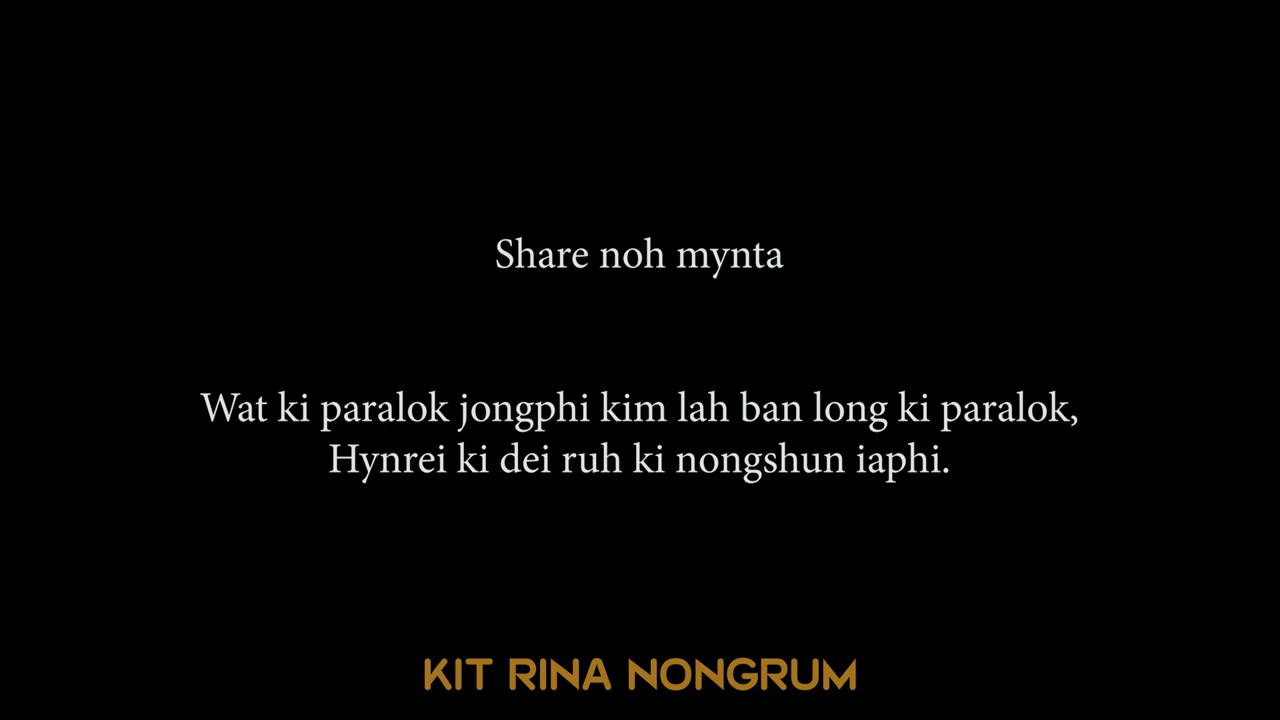 Share noh mynta
Wat ki paralok jongphi kim lah ban long ki paralok,
Hynrei ki dei ruh ki nongshun iaphi.
KIT RINA NONGRUM